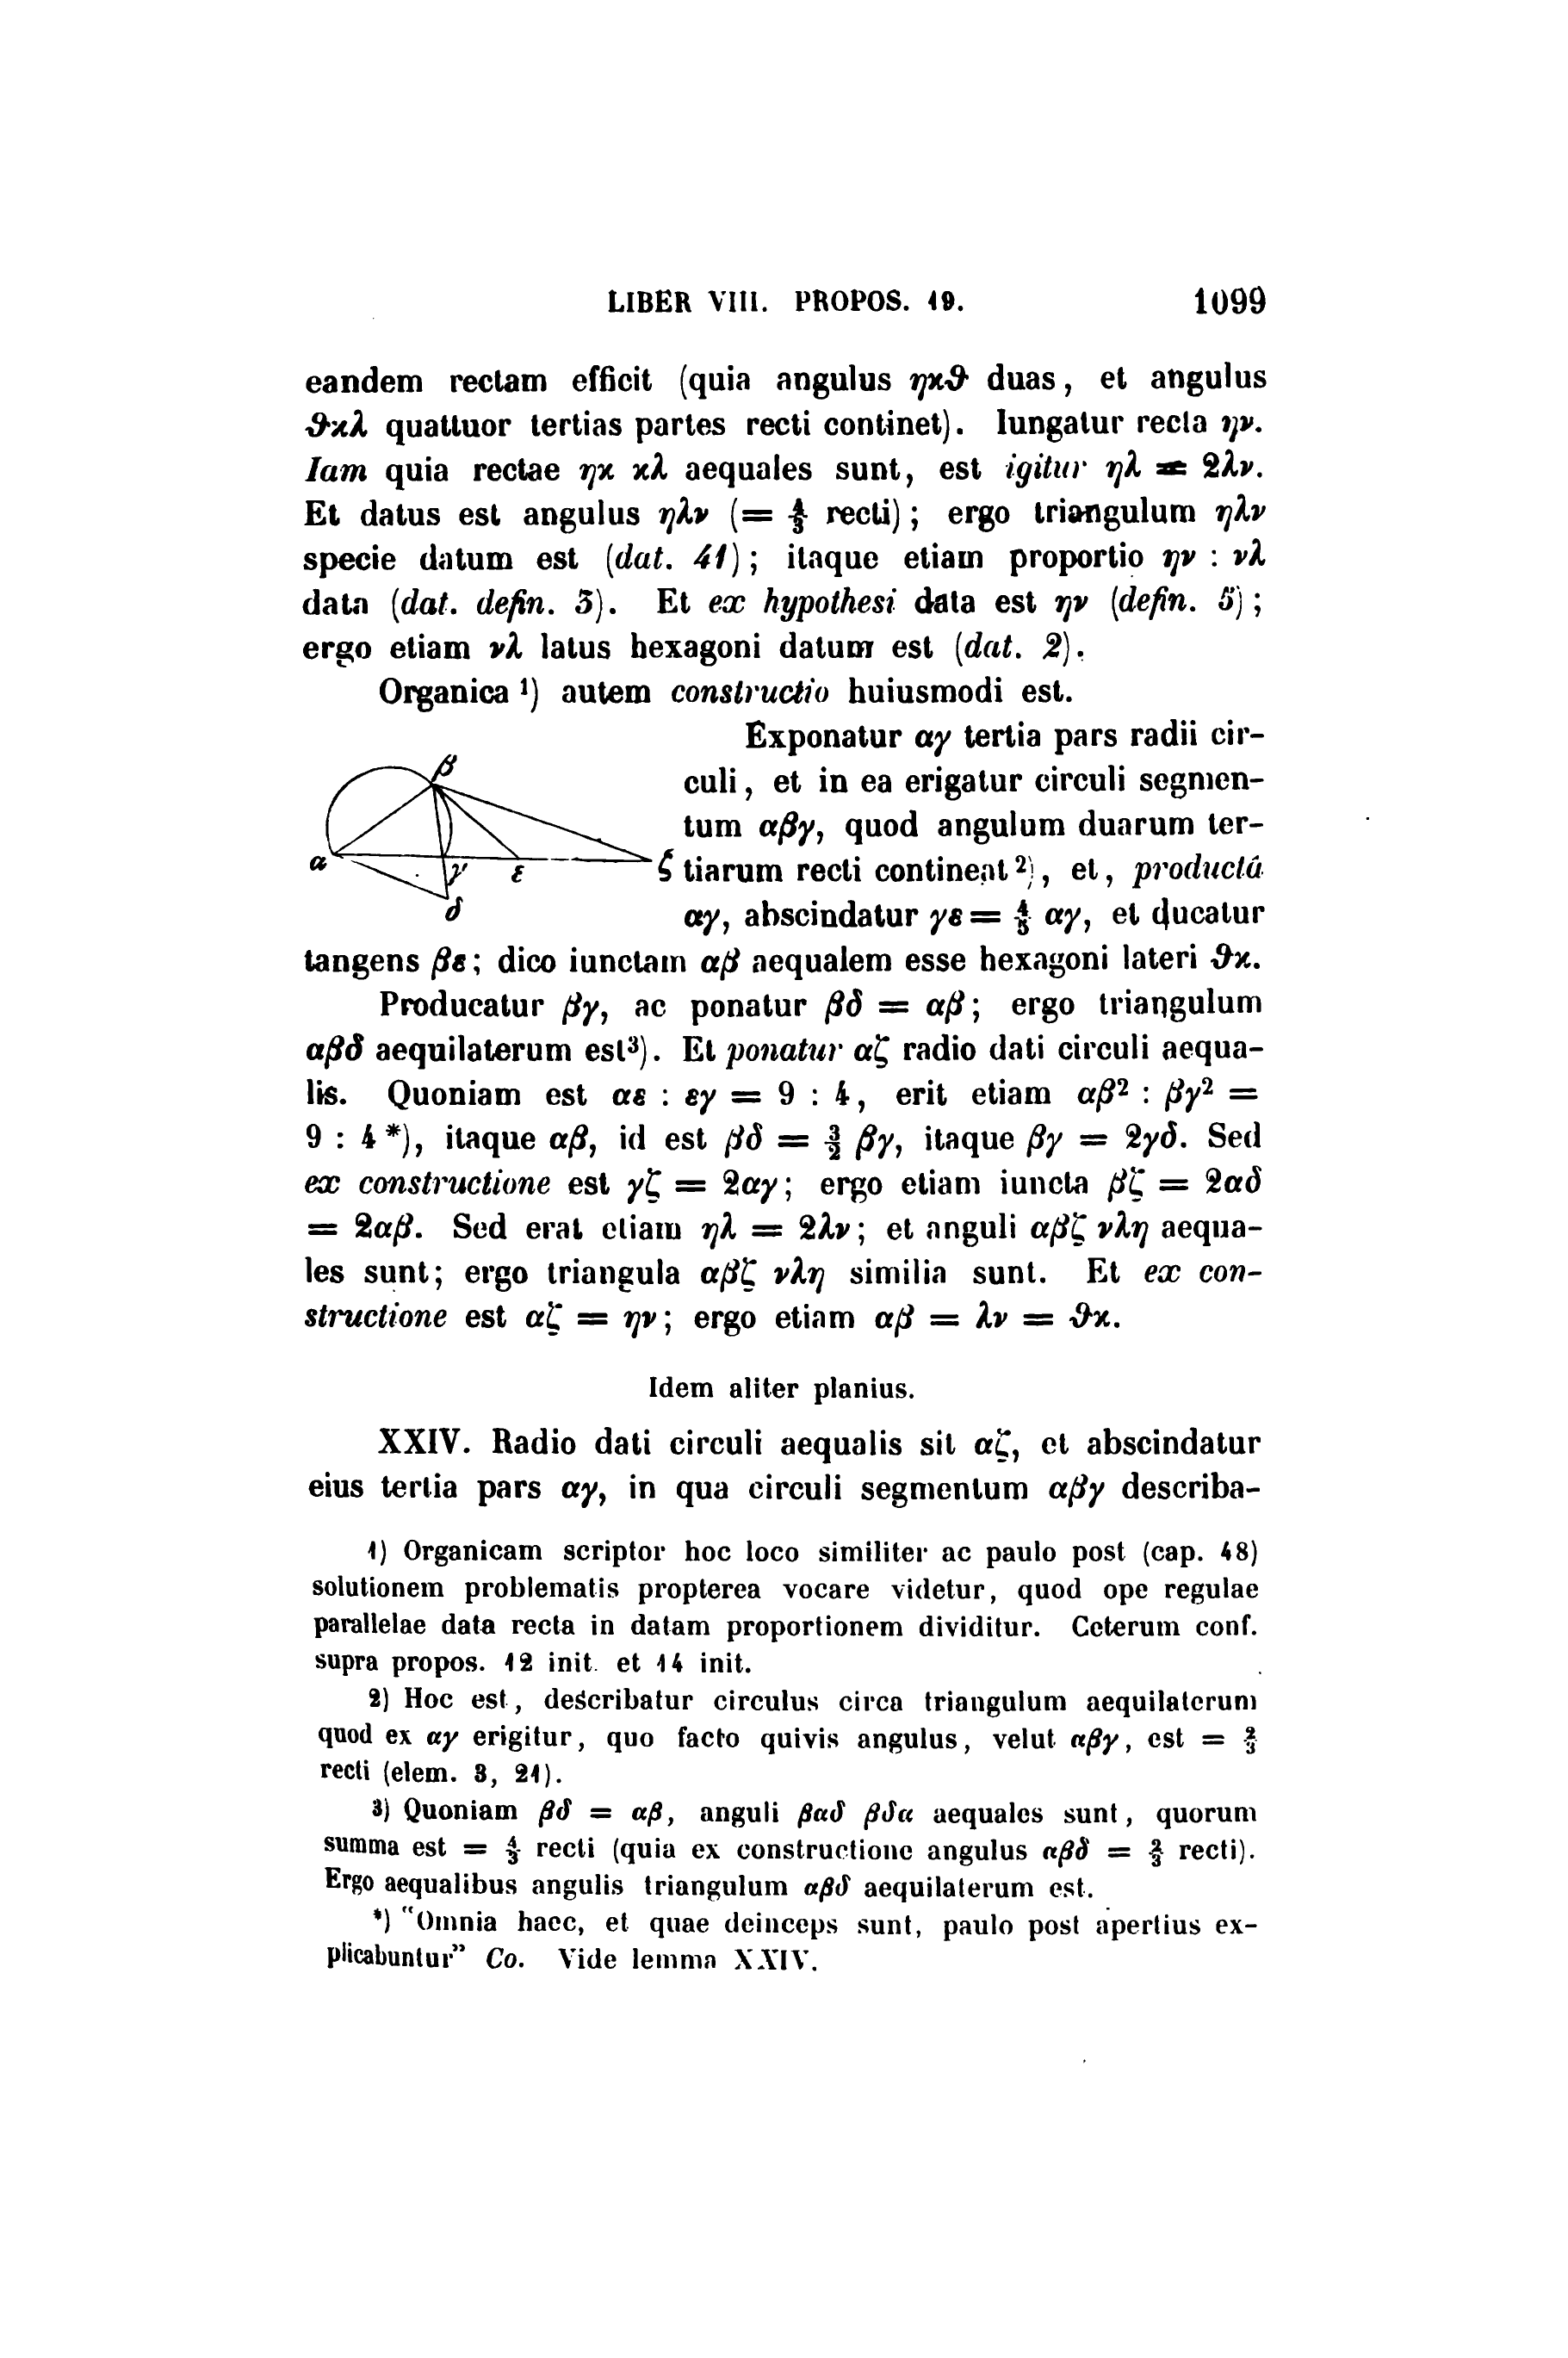 LIBER VIII. PROPOS. 19. 1099
eandem rectam efficit (quia angulus ηκϑ duas, et angulus
ϑκλ quattuor tertias partes recti continet). Iungatur recta ην.
Iam quia rectae ηκ κλ aequales sunt, est igitur ηλ = 2λν.
Et datus est angulus ηλν (= 4/3 recti); ergo triangulum ηλν
specie datum est (dat. 41); itaque etiam proportio ην : νλ
data (dat. defin. 3). Et ex hypothesi data est ην (defin. 5);
ergo etiam νλ latus hexagoni datum est (dat. 2).
Organica ¹) autem constructio huiusmodi est.
Exponatur αγ tertia pars radii cir-
culi, et in ea erigatur circuli segmen-
tum αβγ, quod angulum duarum ter-
tiarum recti contineat ²), et, productâ
αγ, abscindatur γε = 4/5 αγ, et ducatur
tangens βε; dico iunctam αβ aequalem esse hexagoni lateri ϑκ.
β
α
γ
ε
ζ
δ
Producatur βγ, ac ponatur βδ = αβ; ergo triangulum
αβδ aequilaterum est³). Et ponatur αζ radio dati circuli aequa-
lis. Quoniam est αε : εγ = 9 : 4, erit etiam αβ² : βγ² =
9 : 4 *), itaque αβ, id est βδ = 3/2 βγ, itaque βγ = 2γδ. Sed
ex constructione est γζ = 2αγ; ergo etiam iuncta βζ = 2αδ
= 2αβ. Sed erat etiam ηλ = 2λν; et anguli αβζ νλη aequa-
les sunt; ergo triangula αβζ νλη similia sunt. Et ex con-
structione est αζ = ην; ergo etiam αβ = λν = ϑκ.
Idem aliter planius.
XXIV. Radio dati circuli aequalis sit αζ, et abscindatur
eius tertia pars αγ, in qua circuli segmentum αβγ describa-
1) Organicam scriptor hoc loco similiter ac paulo post (cap. 48)
solutionem problematis propterea vocare videtur, quod ope regulae
parallelae data recta in datam proportionem dividitur. Ceterum conf.
supra propos. 12 init. et 14 init.
2) Hoc est, describatur circulus circa triangulum aequilaterum
quod ex αγ erigitur, quo facto quivis angulus, velut αβγ, est = 2/3
recti (elem. 3, 21).
3) Quoniam βδ = αβ, anguli βαδ βδα aequales sunt, quorum
summa est = 4/3 recti (quia ex constructione angulus αβδ = 2/3 recti).
Ergo aequalibus angulis triangulum αβδ aequilaterum est.
*) "Omnia haec, et quae deinceps sunt, paulo post apertius ex-
plicabuntur" Co. Vide lemma XXIV.